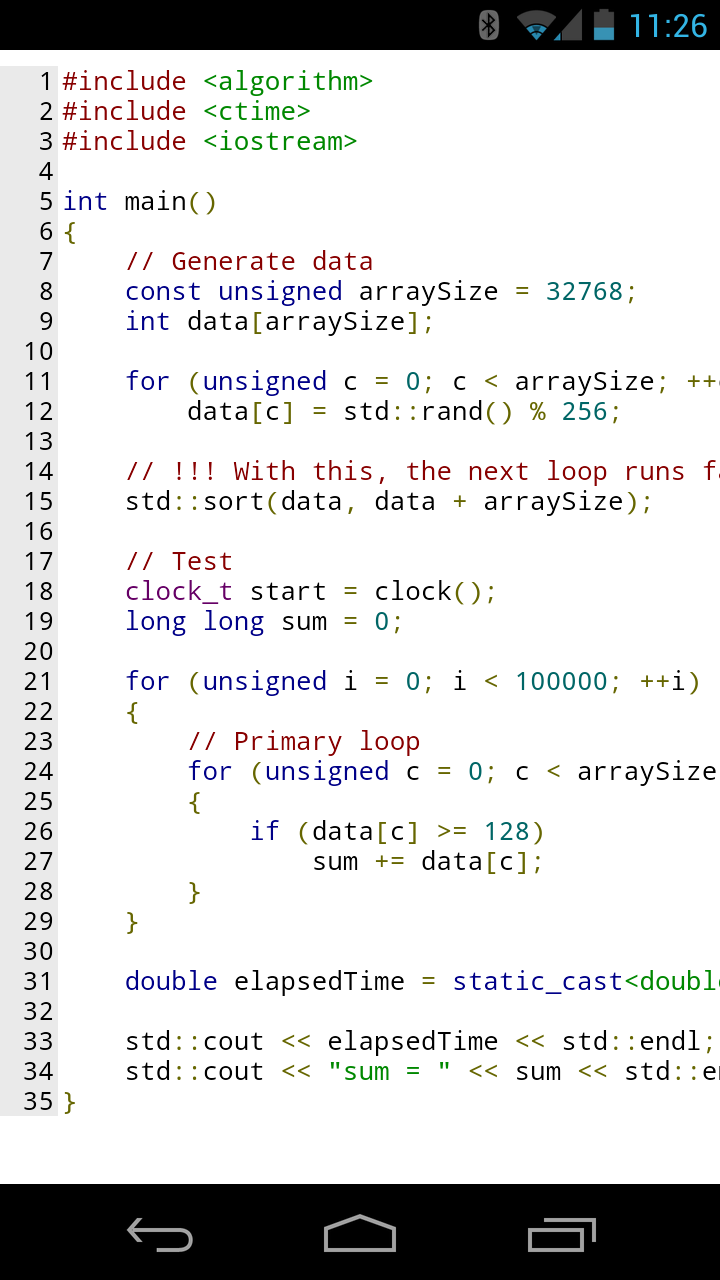 11:26
1 #include <algorithm>
2 #include <ctime>
3 #include <iostream>
4
5 int main()
6 {
7     // Generate data
8     const unsigned arraySize = 32768;
9     int data[arraySize];
10
11     for (unsigned c = 0; c < arraySize; ++
12         data[c] = std::rand() % 256;
13
14     // !!! With this, the next loop runs
15     std::sort(data, data + arraySize);
16
17     // Test
18     clock_t start = clock();
19     long long sum = 0;
20
21     for (unsigned i = 0; i < 100000; ++i)
22     {
23         // Primary loop
24         for (unsigned c = 0; c < arraySize
25         {
26             if (data[c] >= 128)
27                 sum += data[c];
28         }
29     }
30
31     double elapsedTime = static_cast<doubl
32
33     std::cout << elapsedTime << std::endl;
34     std::cout << "sum = " << sum << std::e
35 }